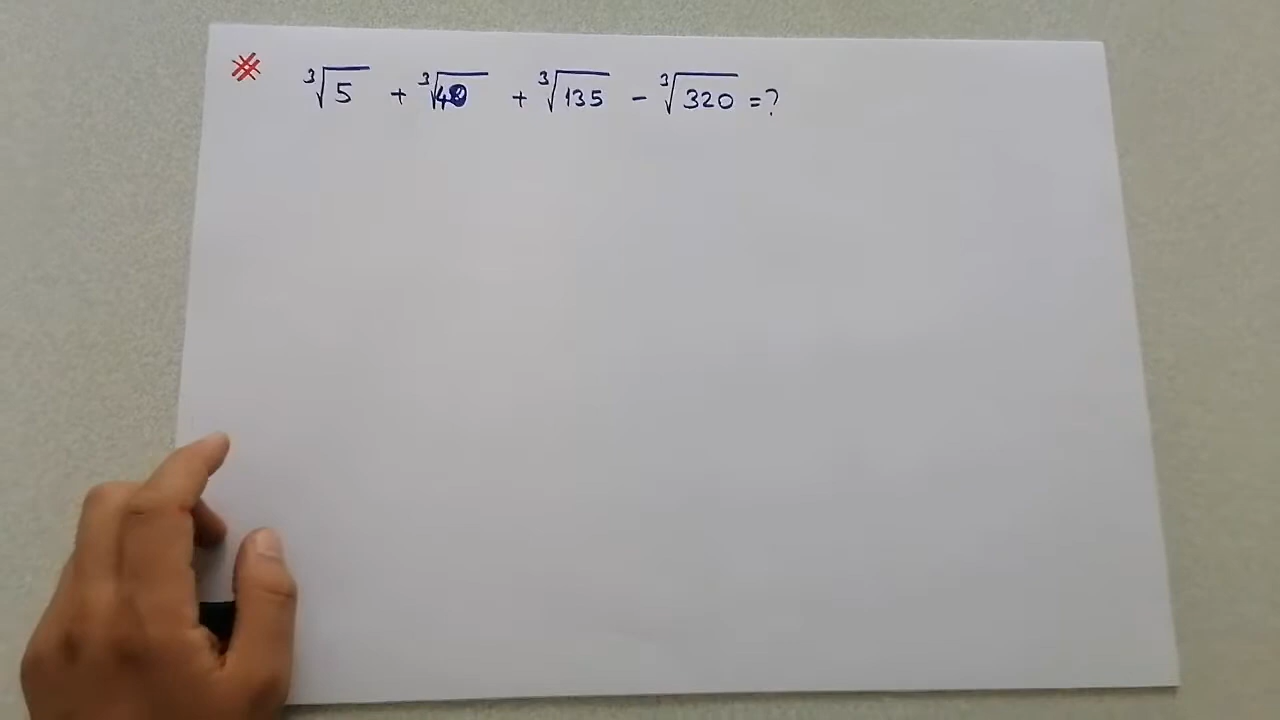 ∛5 + ∛40 + ∛135 - ∛320 = ?